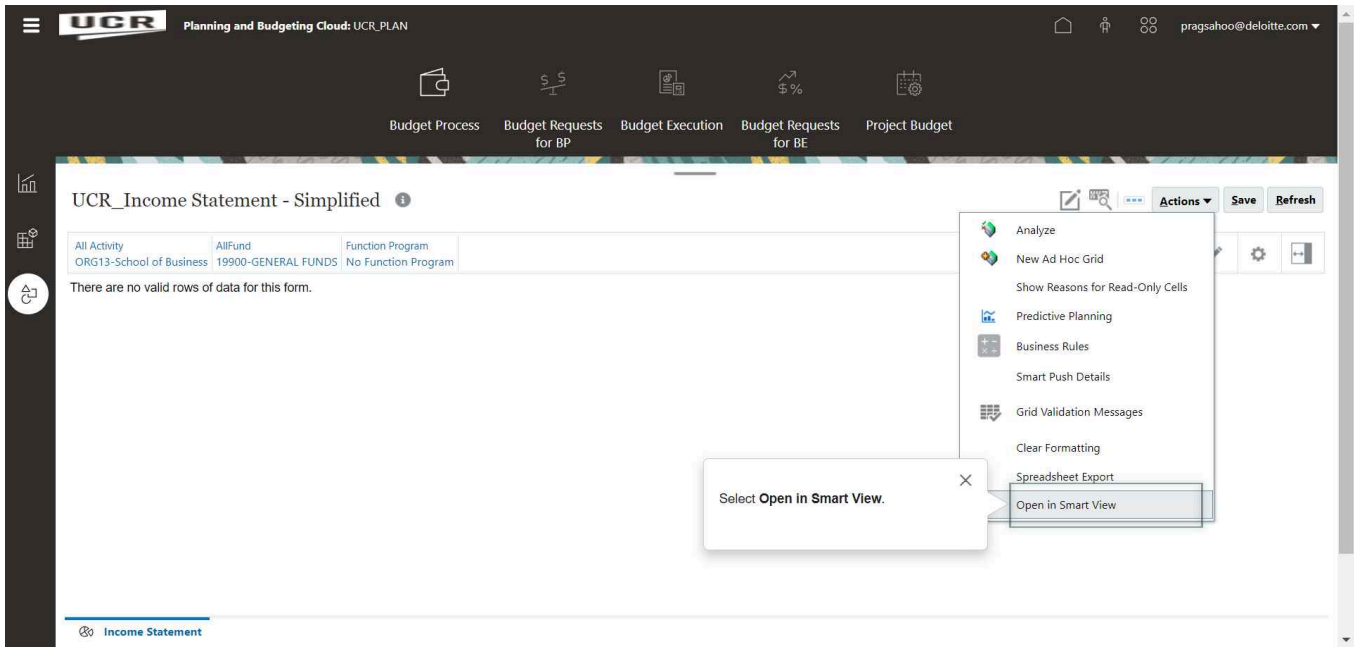 UCR
Planning and Budgeting Cloud: UCR_PLAN
pragsahoo@deloitte.com
$ $
$%
Budget Process
Budget Requests
for BP
Budget Execution
Budget Requests
for BE
Project Budget
UCR_Income Statement - Simplified
Actions
Save
Refresh
All Activity
ORG13-School of Business
AllFund
19900-GENERAL FUNDS
Function Program
No Function Program
There are no valid rows of data for this form.
Analyze
New Ad Hoc Grid
Show Reasons for Read-Only Cells
Predictive Planning
Business Rules
Smart Push Details
Grid Validation Messages
Clear Formatting
Spreadsheet Export
Open in Smart View
Select Open in Smart View.
Income Statement